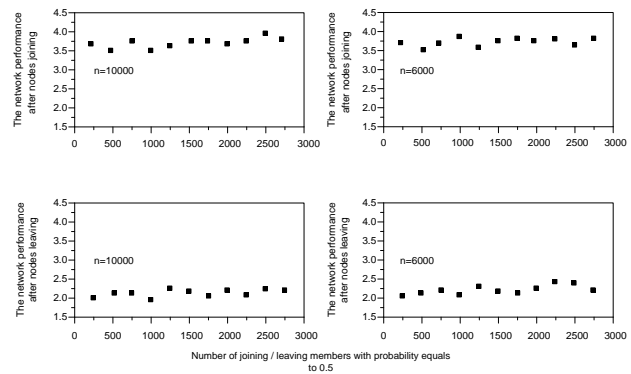 The network performance
after nodes joining
4.5
4.0
3.5
3.0
2.5
2.0
1.5
n=10000
0 500 1000 1500 2000 2500 3000
The network performance
after nodes joining
4.5
4.0
3.5
3.0
2.5
2.0
1.5
n=6000
0 500 1000 1500 2000 2500 3000
The network performance
after nodes leaving
4.5
4.0
3.5
3.0
2.5
2.0
1.5
n=10000
0 500 1000 1500 2000 2500 3000
The network performance
after nodes leaving
4.5
4.0
3.5
3.0
2.5
2.0
1.5
n=6000
0 500 1000 1500 2000 2500 3000
Number of joining / leaving members with probability equals
to 0.5